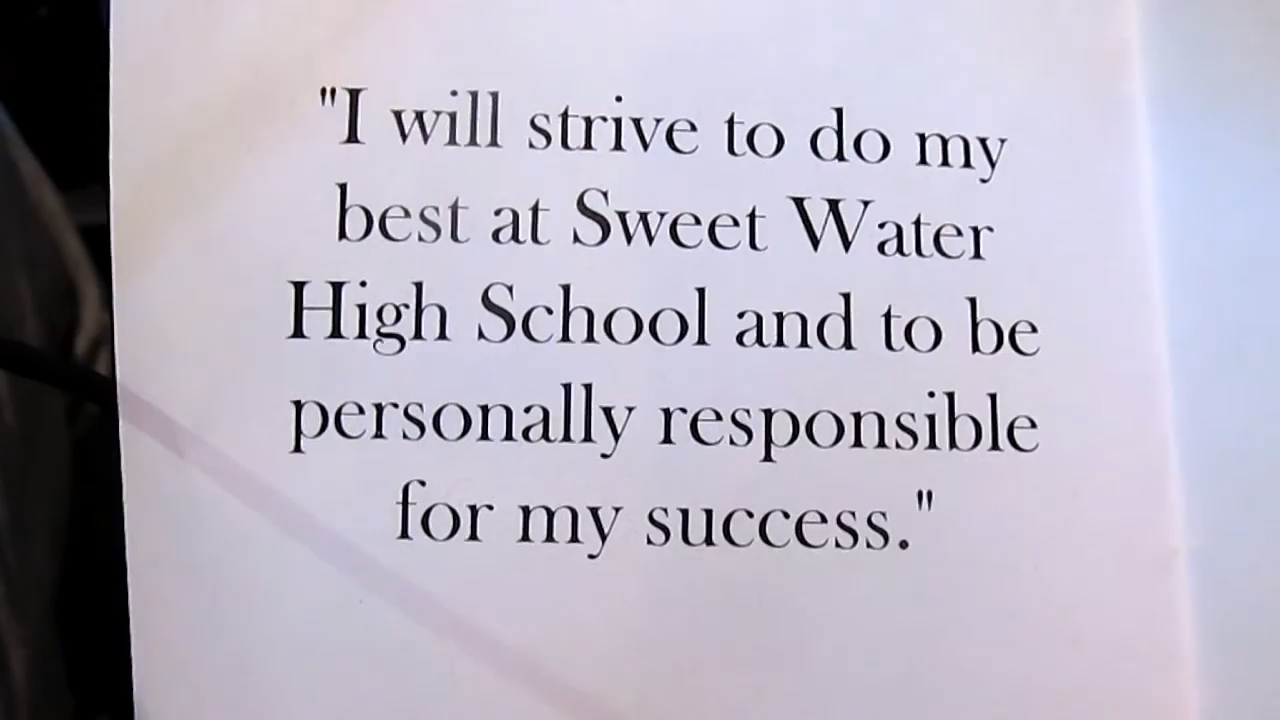 "I will strive to do my
best at Sweet Water
High School and to be
personally responsible
for my success."